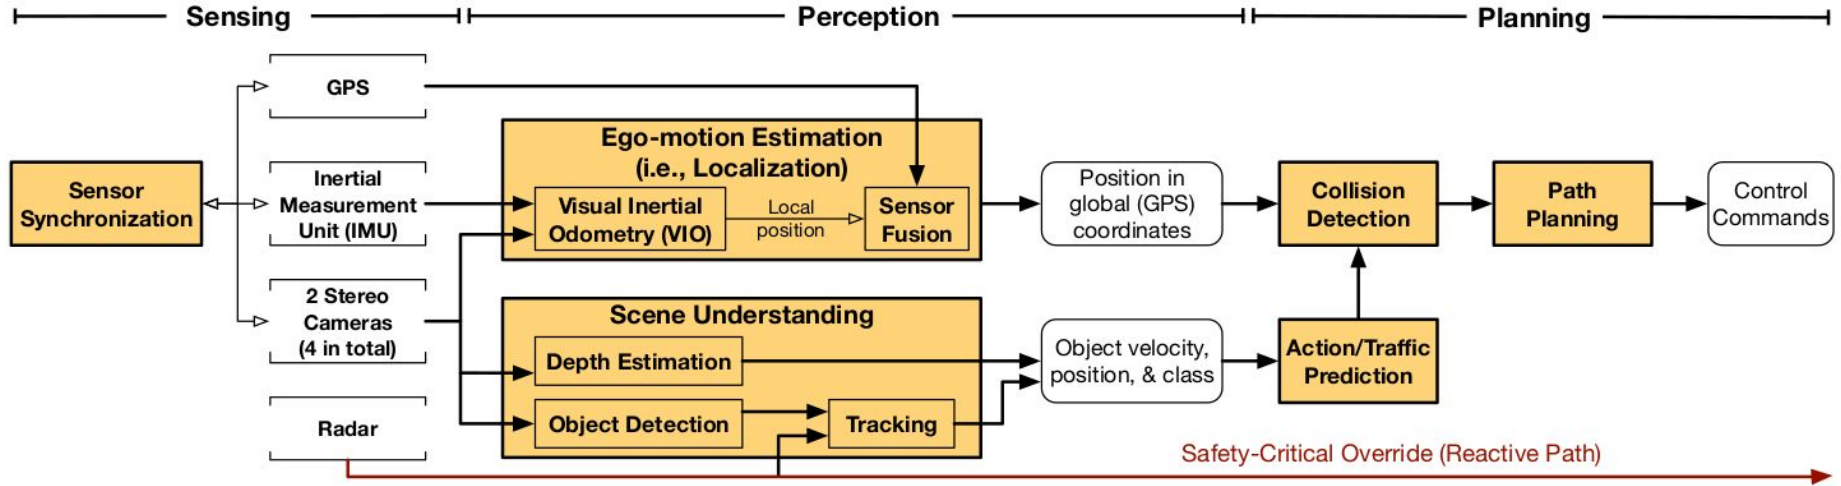 Sensing
Perception
Planning
GPS
Sensor
Synchronization
Inertial
Measurement
Unit (IMU)
2 Stereo
Cameras
(4 in total)
Radar
Ego-motion Estimation
(i.e., Localization)
Visual Inertial
Odometry (VIO)
Local
position
Sensor
Fusion
Scene Understanding
Depth Estimation
Object Detection
Tracking
Position in
global (GPS)
coordinates
Object velocity,
position, & class
Collision
Detection
Action/Traffic
Prediction
Path
Planning
Control
Commands
Safety-Critical Override (Reactive Path)